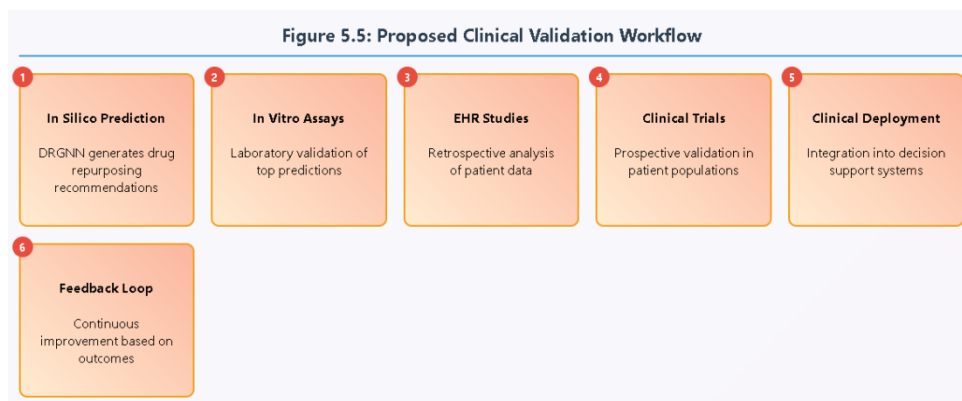 Figure 5.5: Proposed Clinical Validation Workflow
1
In Silico Prediction
DRGNN generates drug
repurposing
recommendations
2
In Vitro Assays
Laboratory validation of
top predictions
3
EHR Studies
Retrospective analysis
of patient data
4
Clinical Trials
Prospective validation in
patient populations
5
Clinical Deployment
Integration into decision
support systems
6
Feedback Loop
Continuous
improvement based on
outcomes